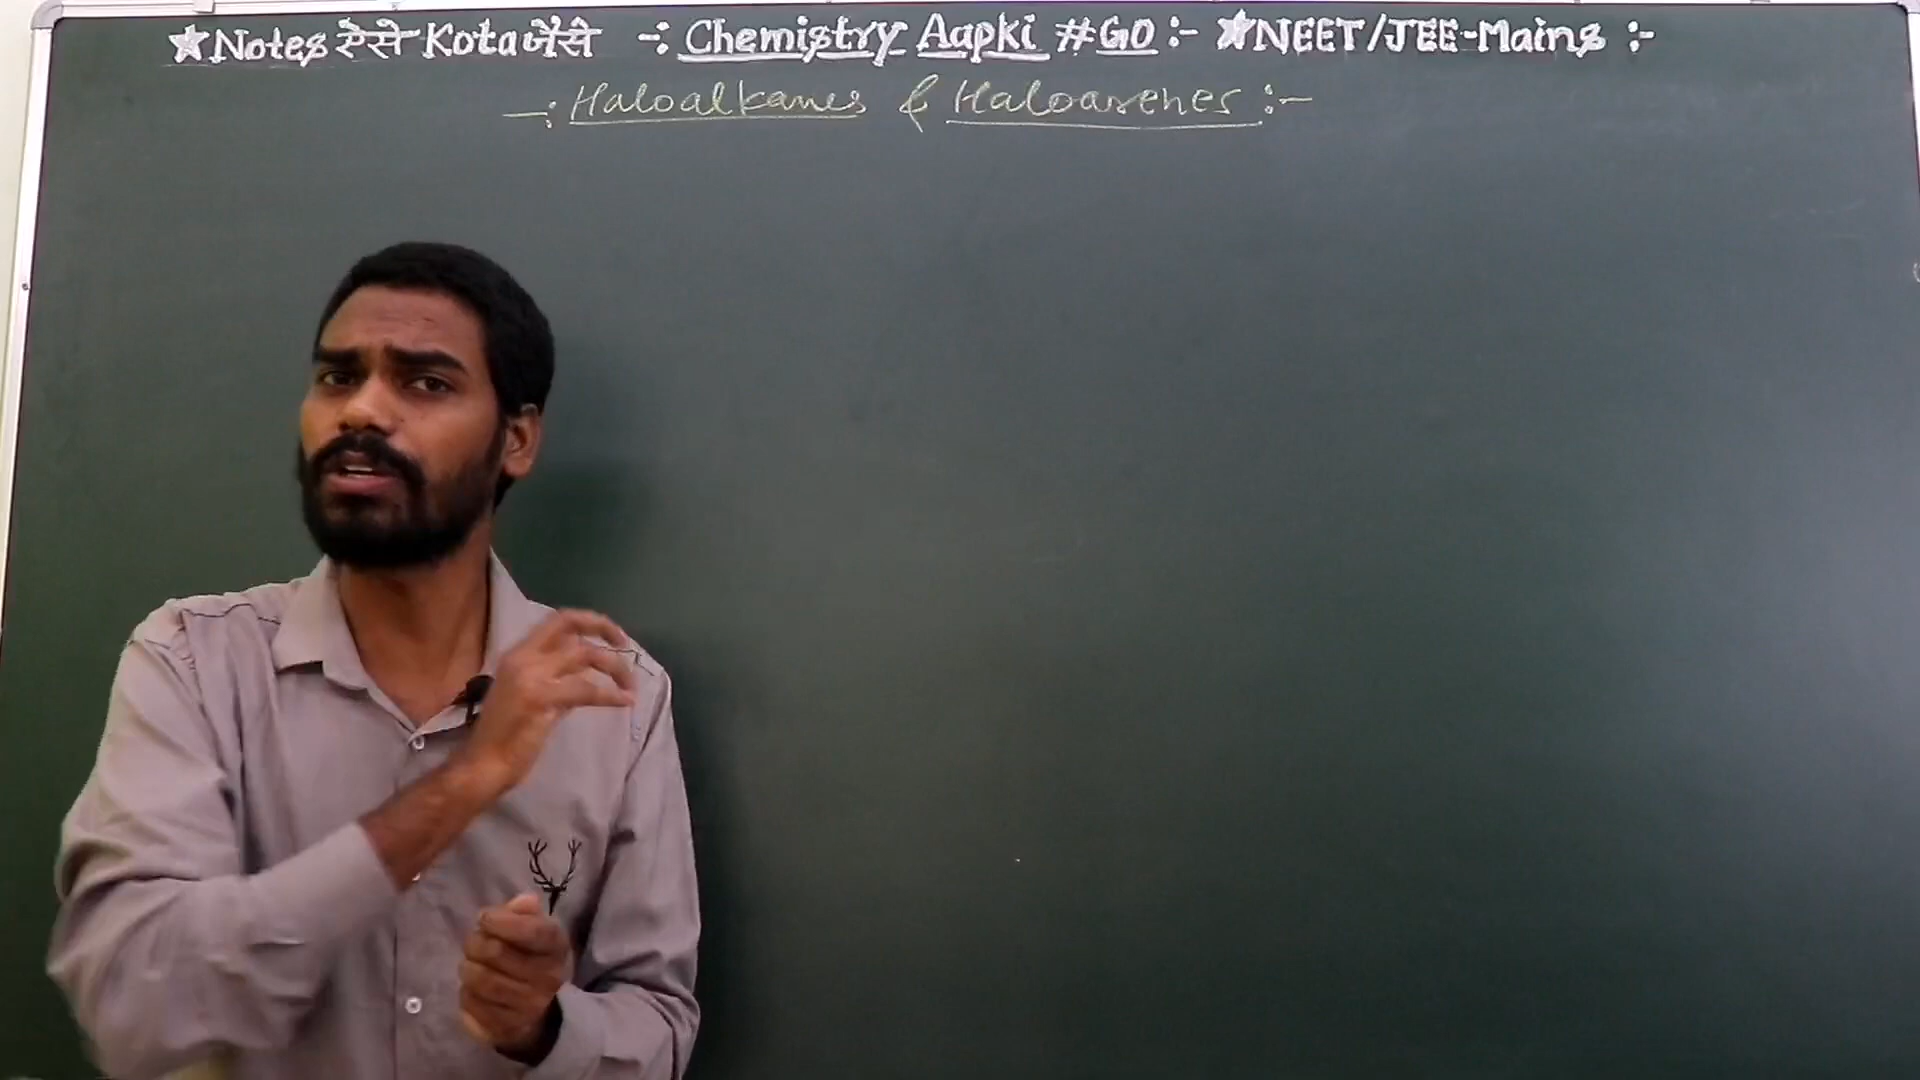 ★Notes ऐसे Kota जैसे -: Chemistry Aapki #GO :- ★NEET/JEE-Mains :-
-: Haloalkanes & Haloarenes :-